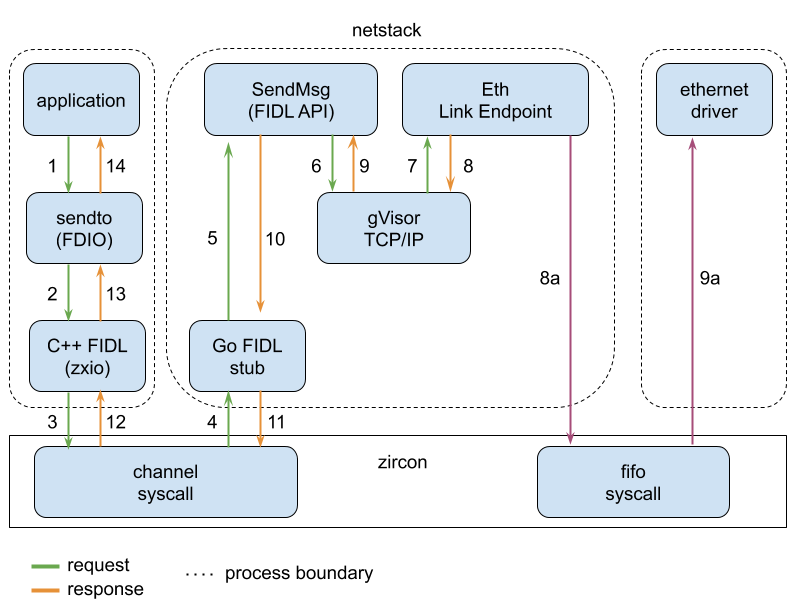 netstack
application
SendMsg
(FIDL API)
Eth
Link Endpoint
ethernet
driver
1
14
6
9
7
8
sendto
(FDIO)
gVisor
TCP/IP
5
10
8a
9a
2
13
C++ FIDL
(zxio)
Go FIDL
stub
3
12
4
11
channel
syscall
zircon
fifo
syscall
request
response
process boundary